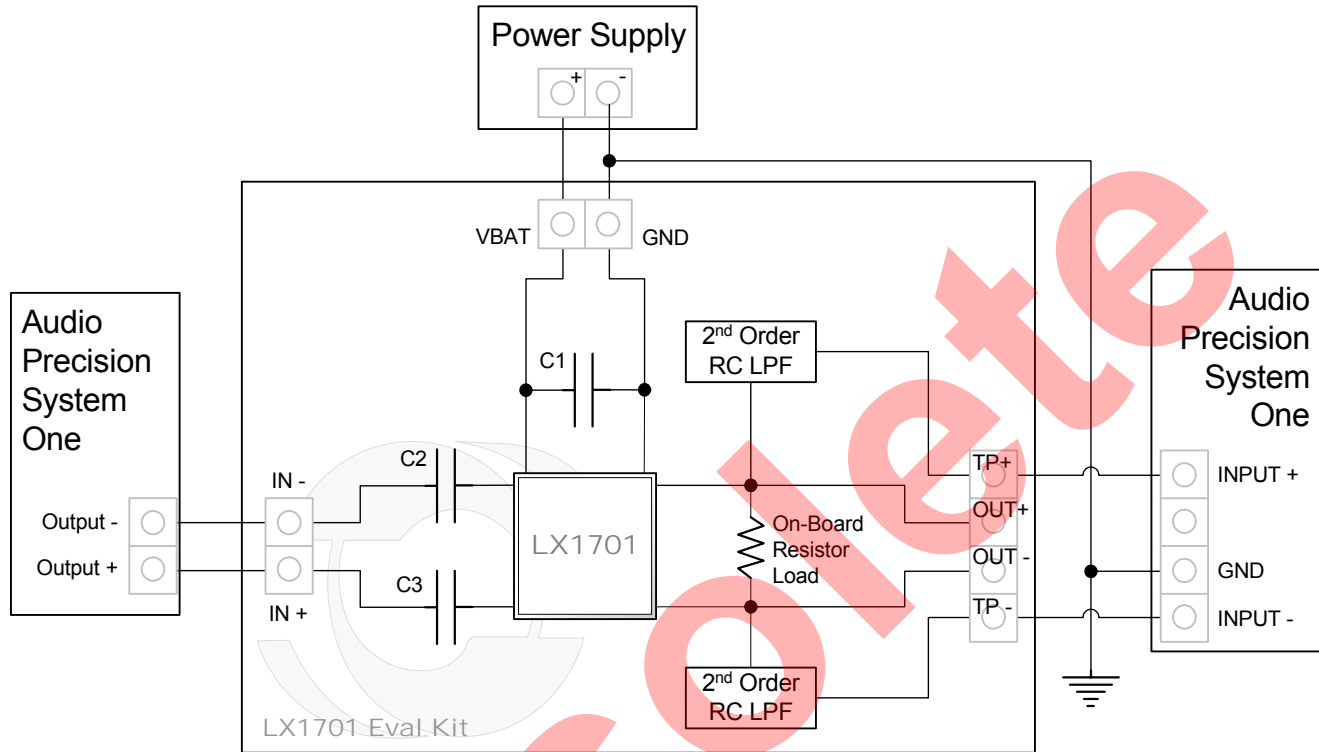 Power Supply
+ -
VBAT
GND
Audio
Precision
System
One
Output -
Output +
IN -
IN +
C1
C2
C3
LX1701
2nd Order
RC LPF
On-Board
Resistor
Load
2nd Order
RC LPF
TP+
OUT+
OUT -
TP -
Audio
Precision
System
One
INPUT +
GND
INPUT -
LX1701 Eval Kit
olete